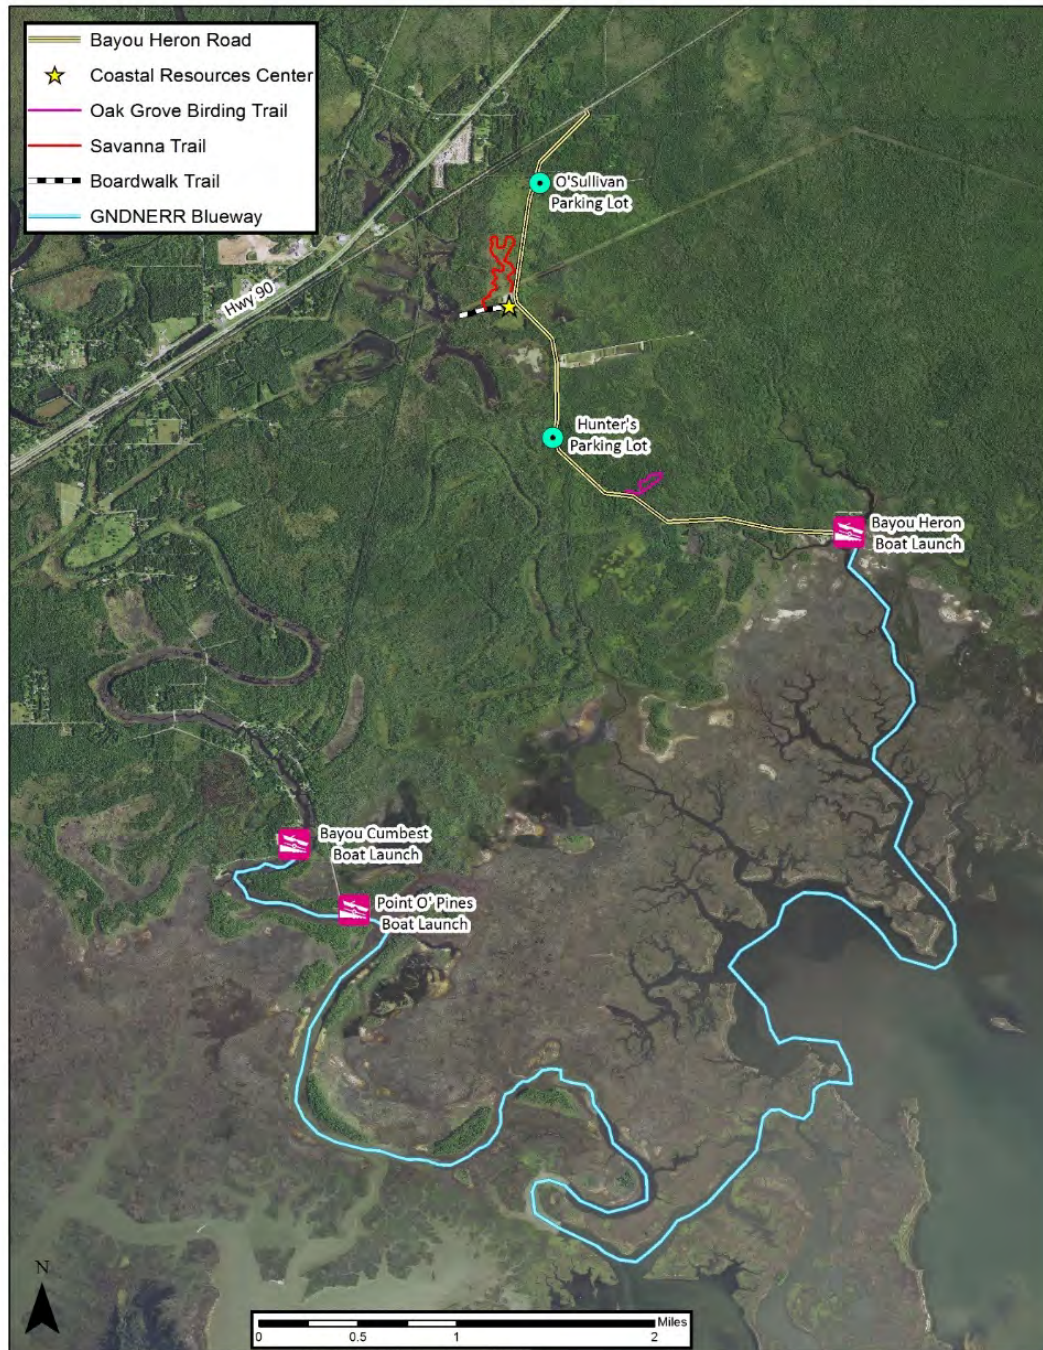 Bayou Heron Road
Coastal Resources Center
Oak Grove Birding Trail
Savanna Trail
Boardwalk Trail
GNDNERR Blueway
O'Sullivan
Parking Lot
Hwy 90
Hunter's
Parking Lot
Bayou Heron
Boat Launch
Bayou Cumbest
Boat Launch
Point O' Pines
Boat Launch
N
Miles
0 0.5 1 2